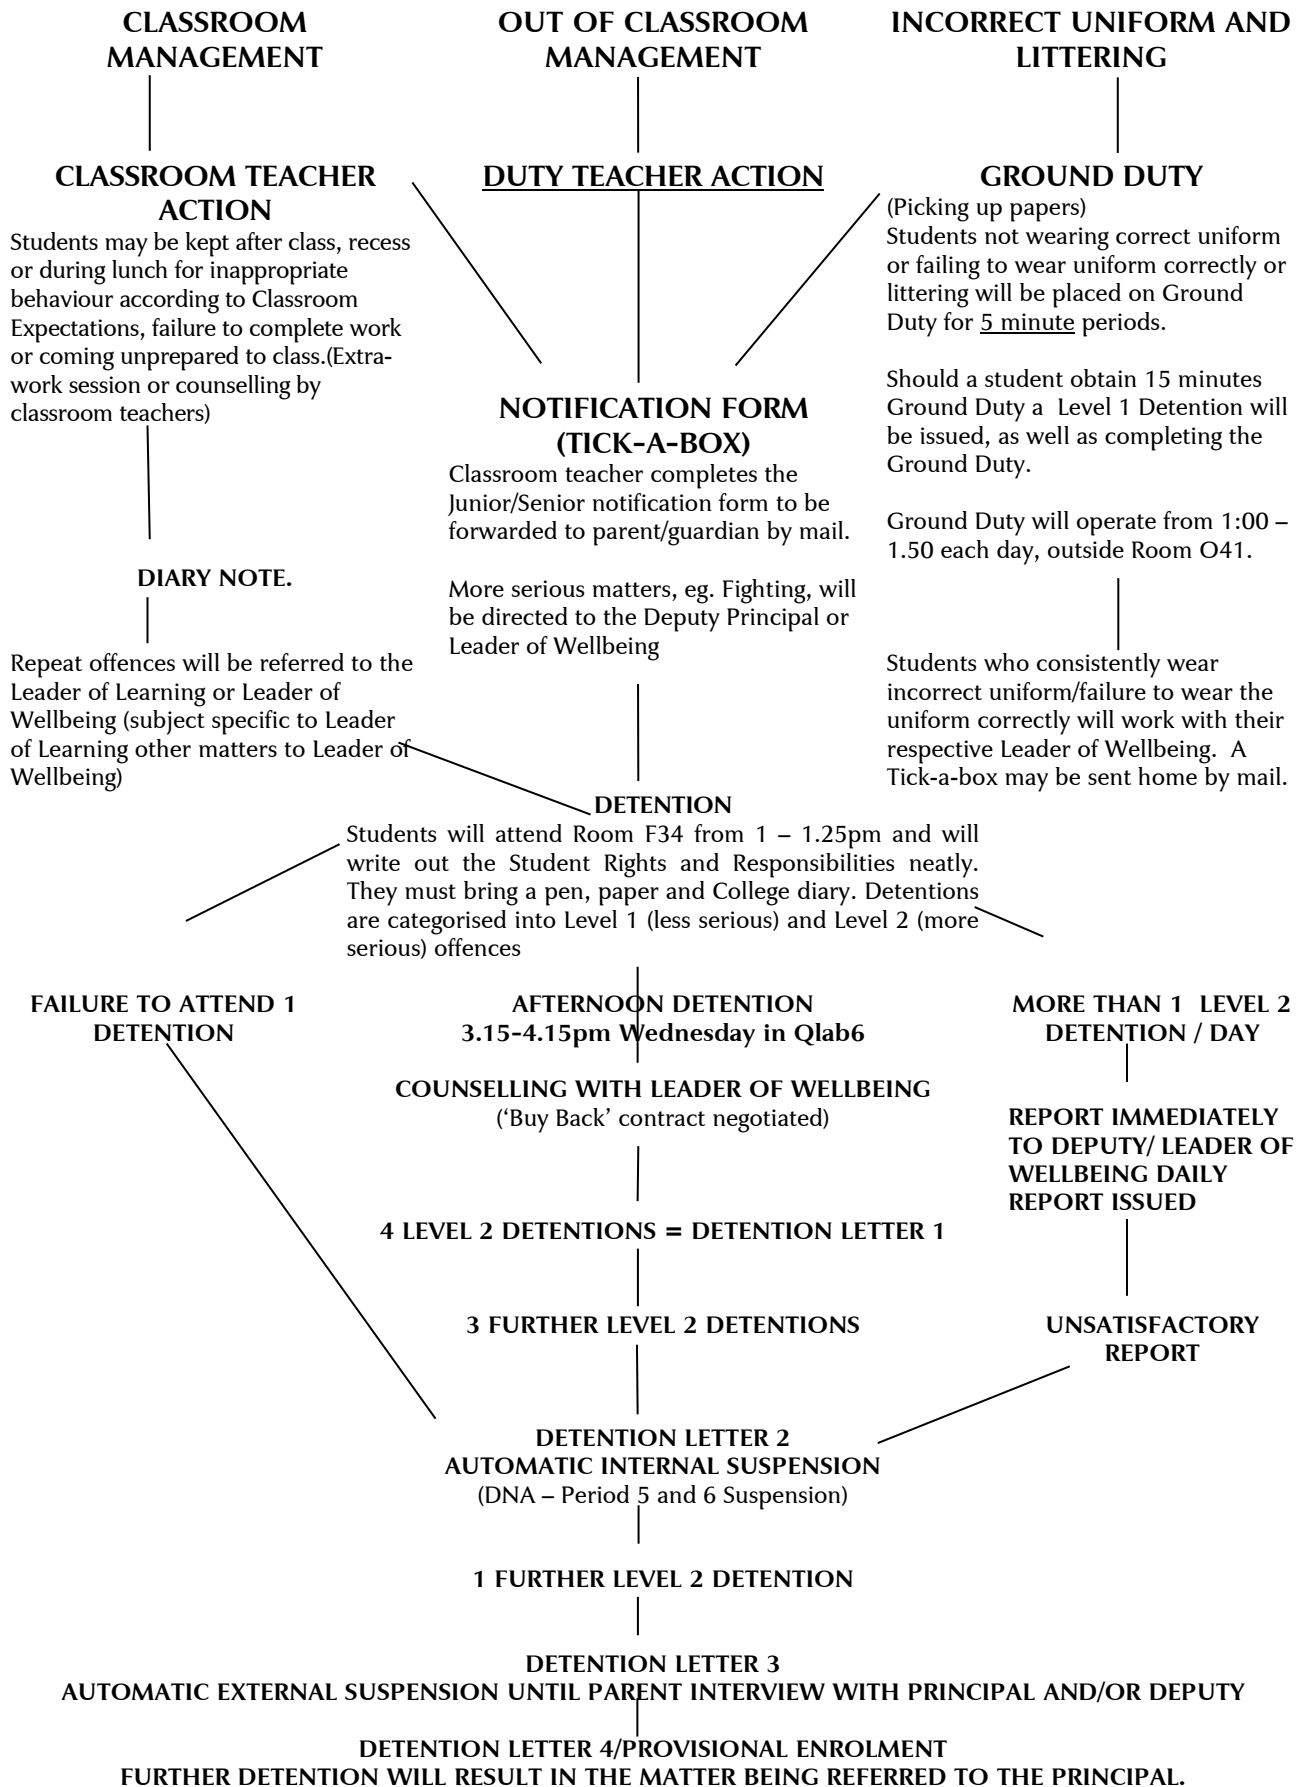 CLASSROOM
MANAGEMENT
OUT OF CLASSROOM
MANAGEMENT
INCORRECT UNIFORM AND
LITTERING
CLASSROOM TEACHER
ACTION
Students may be kept after class, recess
or during lunch for inappropriate
behaviour according to Classroom
Expectations, failure to complete work
or coming unprepared to class.(Extra-
work session or counselling by
classroom teachers)
DIARY NOTE.
Repeat offences will be referred to the
Leader of Learning or Leader of
Wellbeing (subject specific to Leader
of Learning other matters to Leader of
Wellbeing)
DUTY TEACHER ACTION
NOTIFICATION FORM
(TICK-A-BOX)
Classroom teacher completes the
Junior/Senior notification form to be
forwarded to parent/guardian by mail.
More serious matters, eg. Fighting, will
be directed to the Deputy Principal or
Leader of Wellbeing
GROUND DUTY
(Picking up papers)
Students not wearing correct uniform
or failing to wear uniform correctly or
littering will be placed on Ground
Duty for 5 minute periods.
Should a student obtain 15 minutes
Ground Duty a  Level 1 Detention will
be issued, as well as completing the
Ground Duty.
Ground Duty will operate from 1:00 –
1.50 each day, outside Room O41.
Students who consistently wear
incorrect uniform/failure to wear the
uniform correctly will work with their
respective Leader of Wellbeing.  A
Tick-a-box may be sent home by mail.
DETENTION
Students will attend Room F34 from 1 – 1.25pm and will
write out the Student Rights and Responsibilities neatly.
They must bring a pen, paper and College diary. Detentions
are categorised into Level 1 (less serious) and Level 2 (more
serious) offences
FAILURE TO ATTEND 1
DETENTION
AFTERNOON DETENTION
3.15-4.15pm Wednesday in Qlab6
COUNSELLING WITH LEADER OF WELLBEING
(‘Buy Back’ contract negotiated)
4 LEVEL 2 DETENTIONS = DETENTION LETTER 1
3 FURTHER LEVEL 2 DETENTIONS
MORE THAN 1  LEVEL 2
DETENTION / DAY
REPORT IMMEDIATELY
TO DEPUTY/ LEADER OF
WELLBEING DAILY
REPORT ISSUED
UNSATISFACTORY
REPORT
DETENTION LETTER 2
AUTOMATIC INTERNAL SUSPENSION
(DNA – Period 5 and 6 Suspension)
1 FURTHER LEVEL 2 DETENTION
DETENTION LETTER 3
AUTOMATIC EXTERNAL SUSPENSION UNTIL PARENT INTERVIEW WITH PRINCIPAL AND/OR DEPUTY
DETENTION LETTER 4/PROVISIONAL ENROLMENT
FURTHER DETENTION WILL RESULT IN THE MATTER BEING REFERRED TO THE PRINCIPAL.